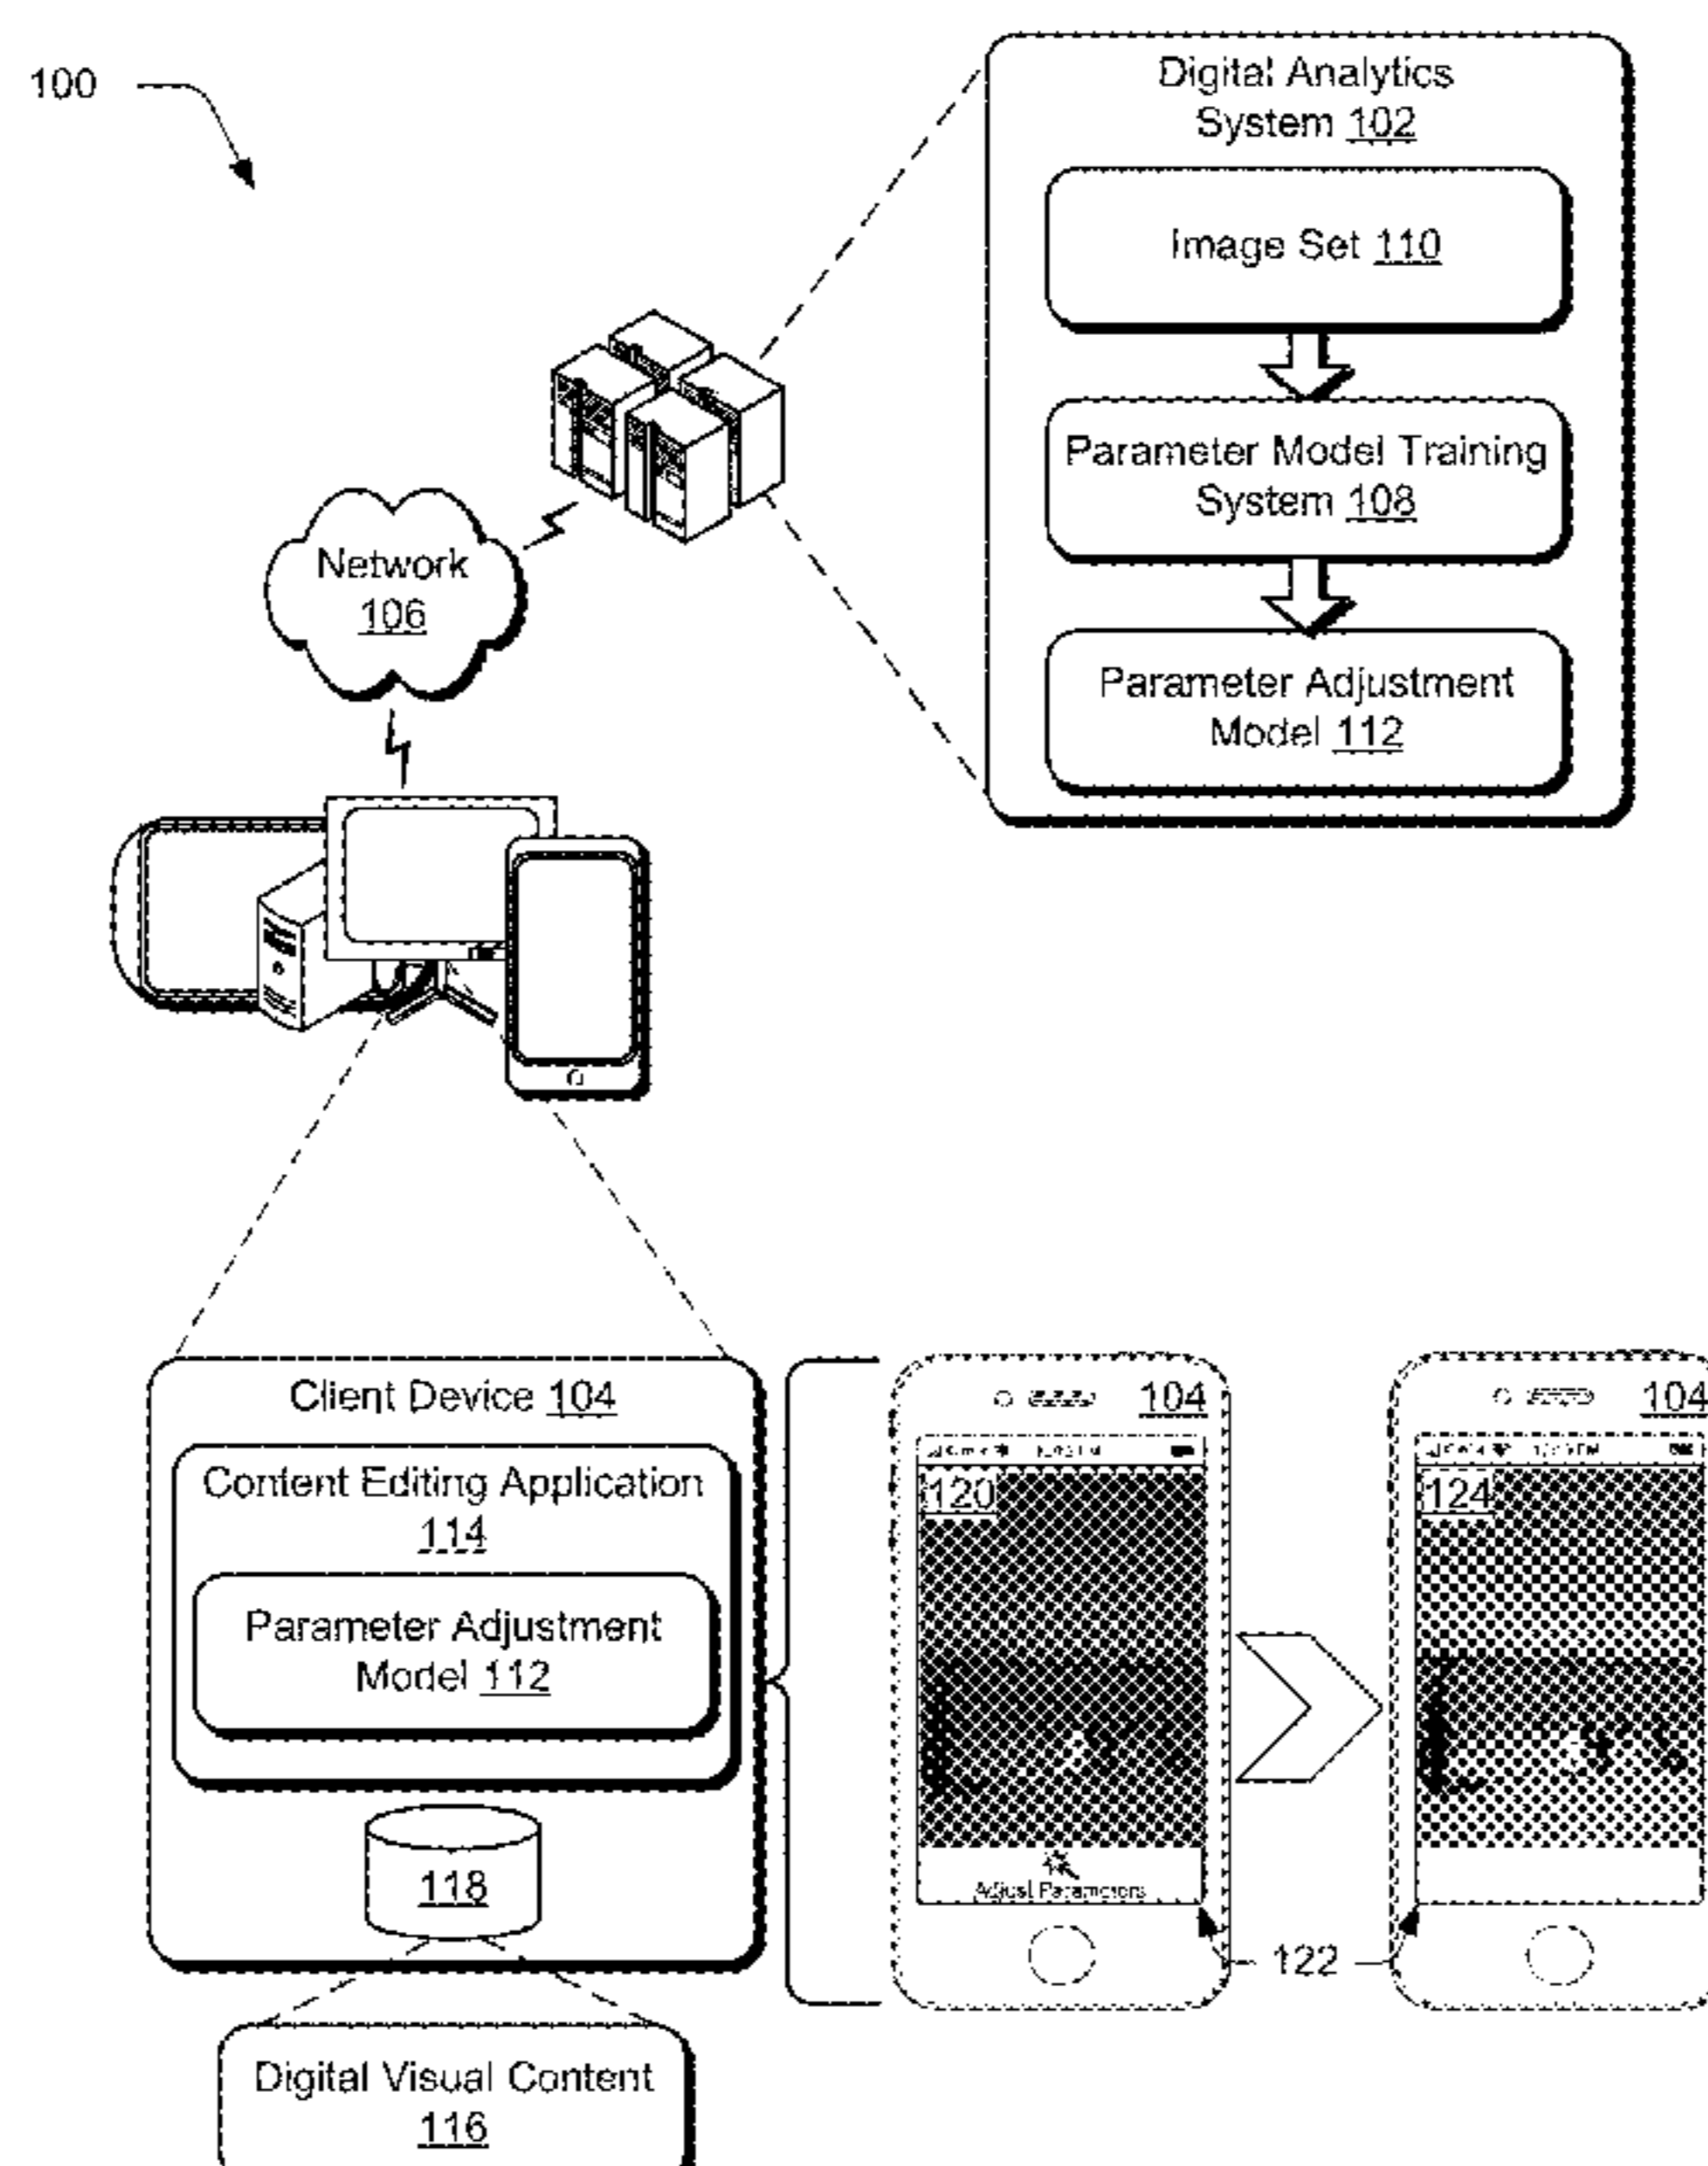 100
Digital Analytics
System 102
Image Set 110
Parameter Model Training
System 108
Parameter Adjustment
Model 112
Network
106
Client Device 104
Content Editing Application
114
Parameter Adjustment
Model 112
118
Digital Visual Content
116
104
120
Adjust Parameters
122
104
124